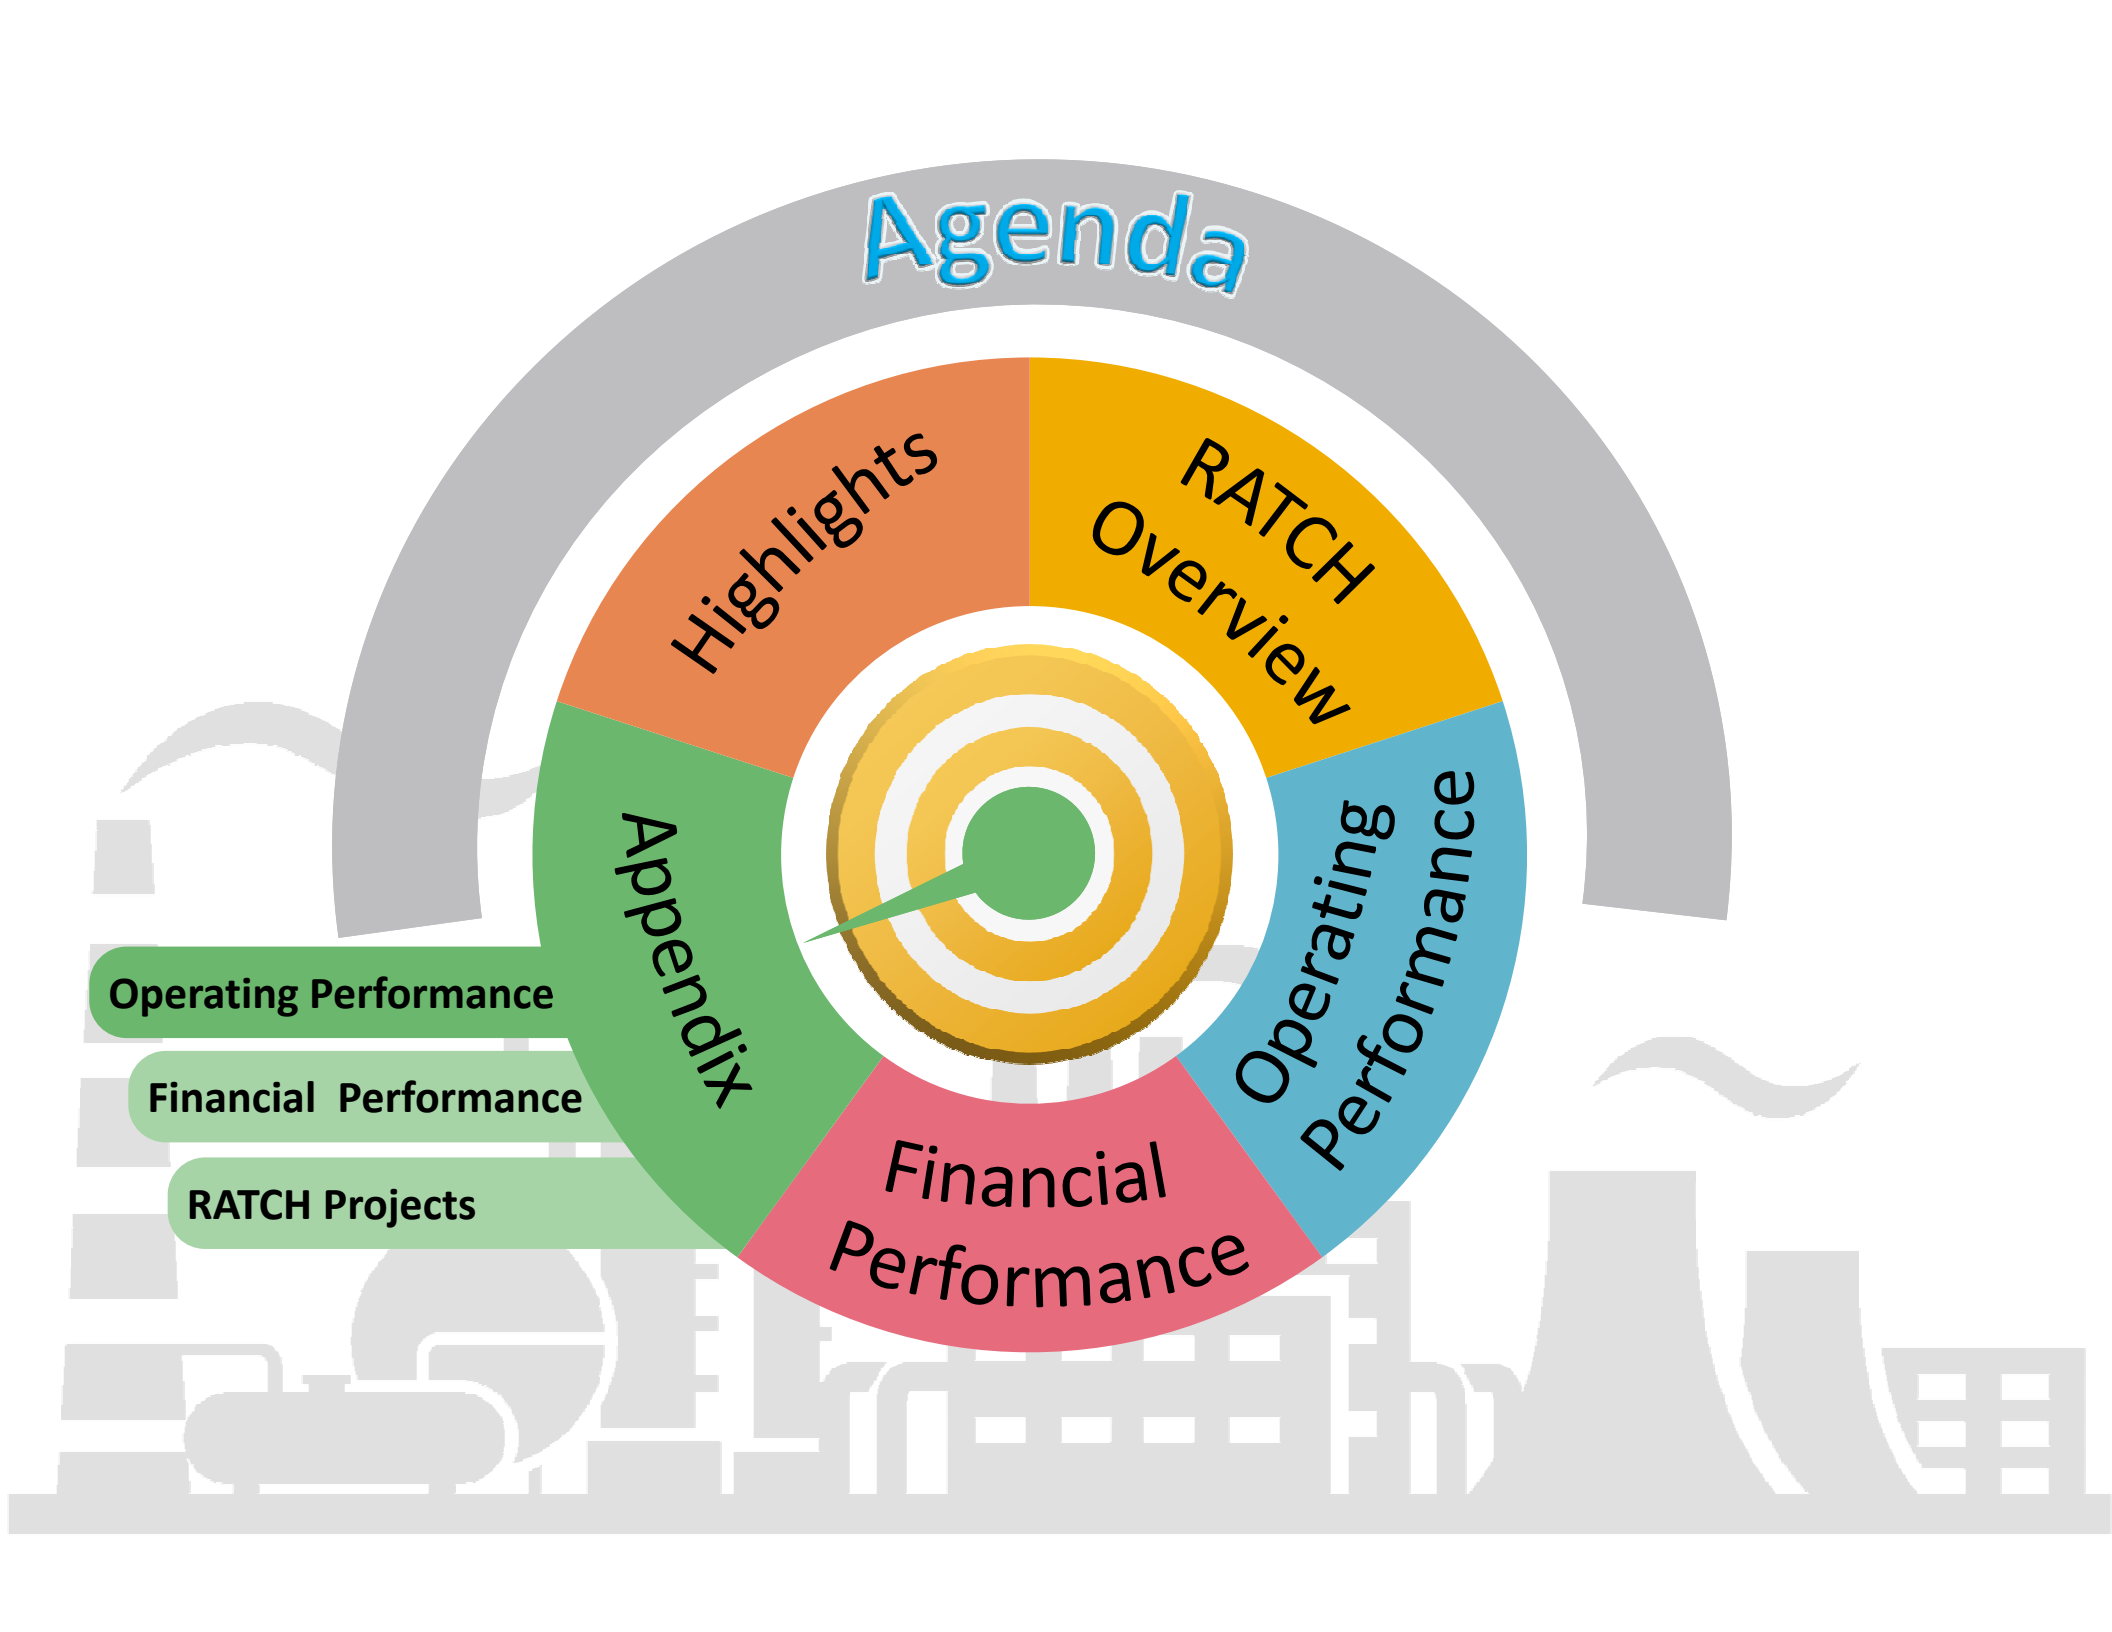 Agenda
Highlights
RATCH
Overview
Operating
Performance
Financial
Performance
Appendix
Operating Performance
Financial  Performance
RATCH Projects